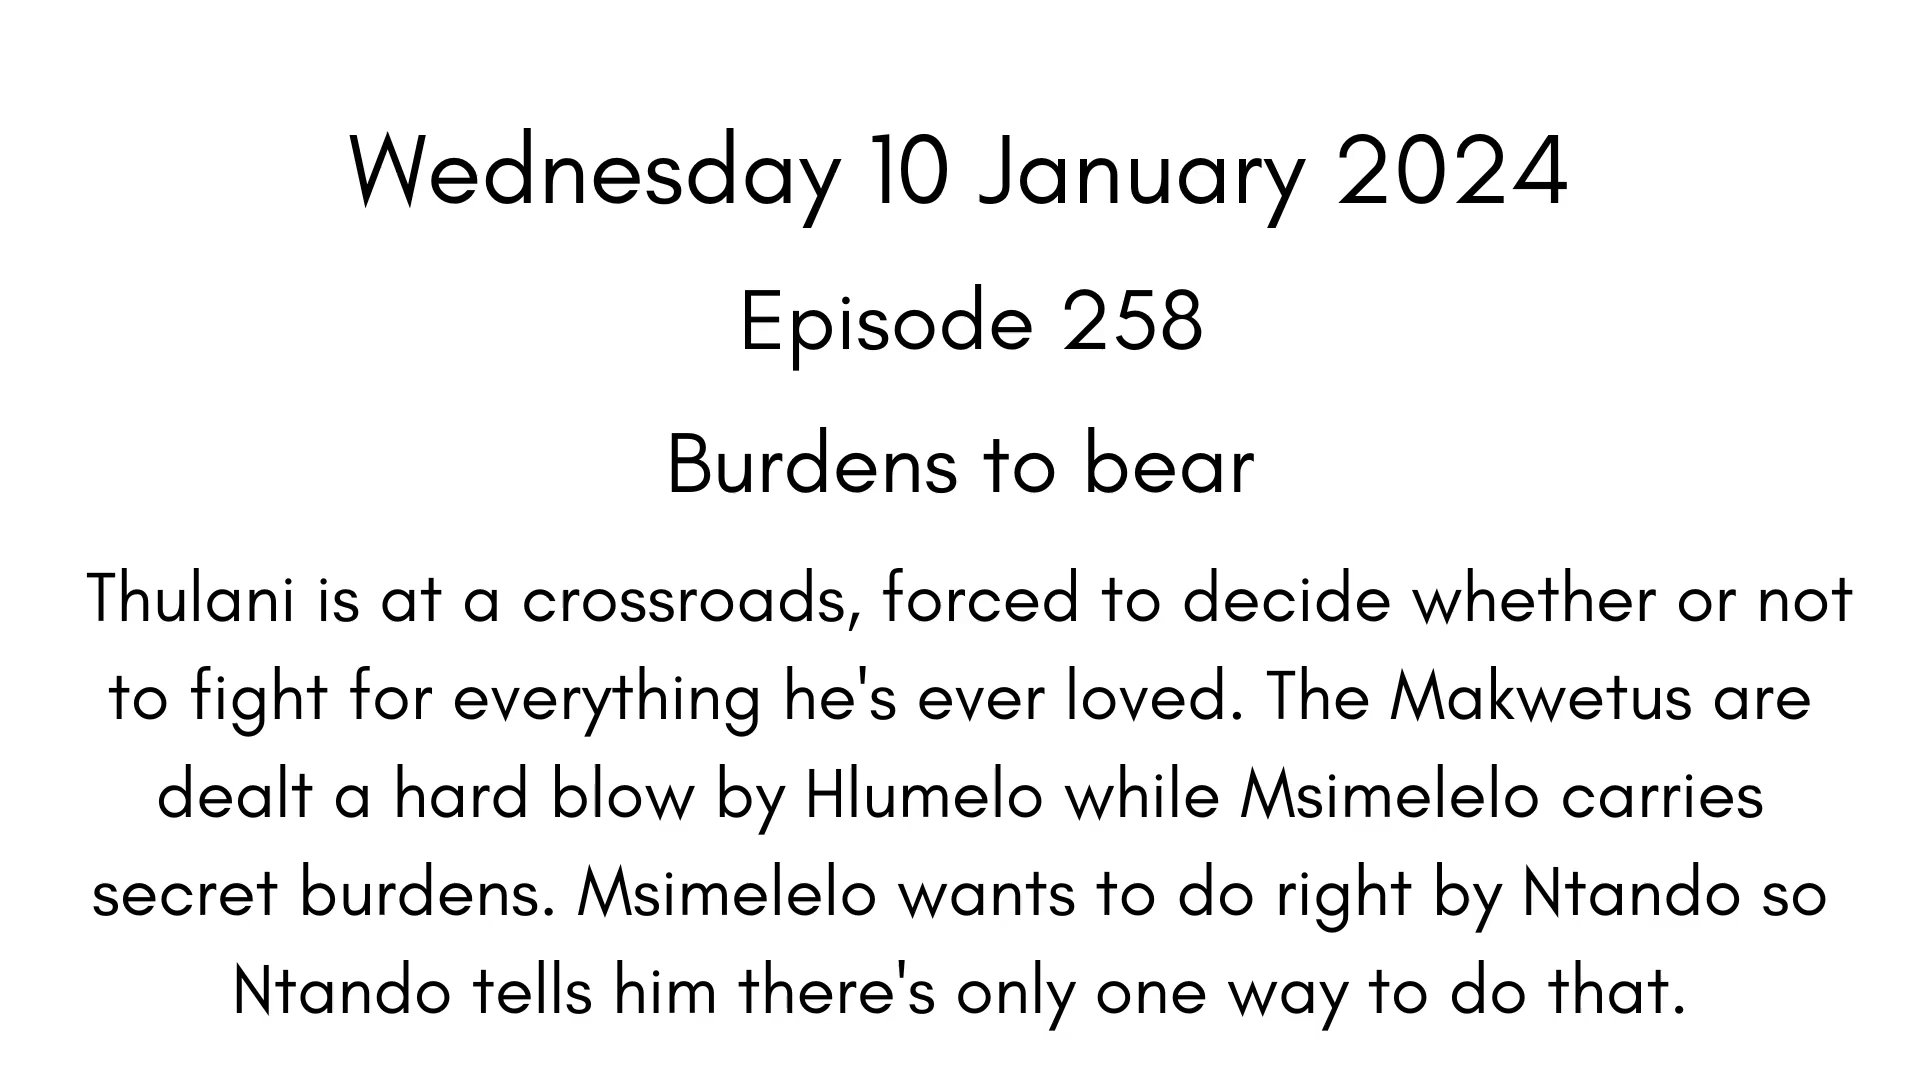 Wednesday 10 January 2024
Episode 258
Burdens to bear
Thulani is at a crossroads, forced to decide whether or not
to fight for everything he's ever loved. The Makwetus are
dealt a hard blow by Hlumelo while Msimelelo carries
secret burdens. Msimelelo wants to do right by Ntando so
Ntando tells him there's only one way to do that.